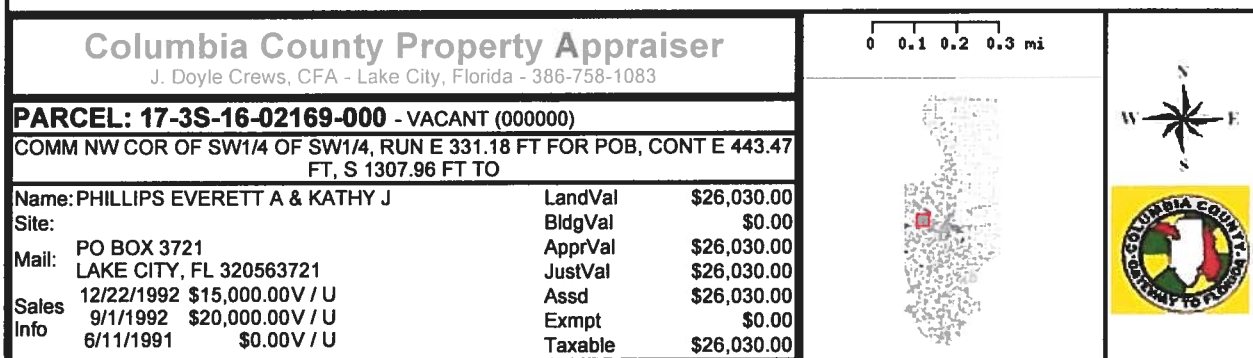 Columbia County Property Appraiser
J. Doyle Crews, CFA - Lake City, Florida - 386-758-1083
PARCEL: 17-3S-16-02169-000 - VACANT (000000)
COMM NW COR OF SW1/4 OF SW1/4, RUN E 331.18 FT FOR POB, CONT E 443.47
FT, S 1307.96 FT TO
Name: PHILLIPS EVERETT A & KATHY J
Site:
Mail: PO BOX 3721
LAKE CITY, FL 320563721
Sales Info
12/22/1992 $15,000.00V / U
9/1/1992 $20,000.00V / U
6/11/1991 $0.00V / U
LandVal $26,030.00
BldgVal $0.00
ApprVal $26,030.00
JustVal $26,030.00
Assd $26,030.00
Exmpt $0.00
Taxable $26,030.00
0 0.1 0.2 0.3 mi
N
W E
S
COLUMBIA COUNTY
GATEWAY TO FLORIDA